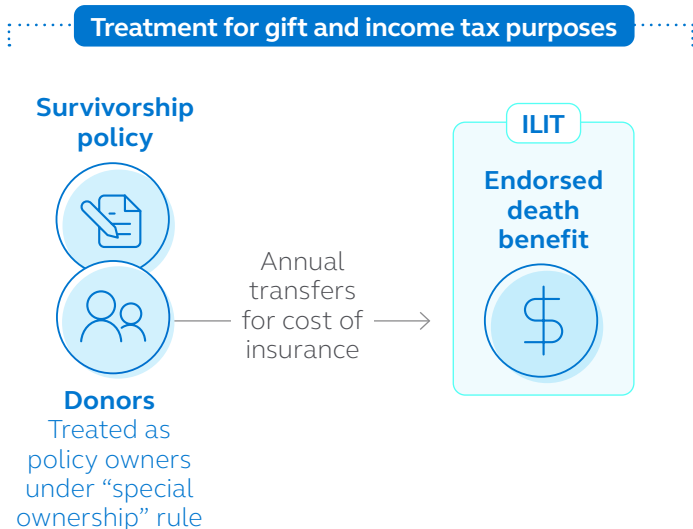 Treatment for gift and income tax purposes
Survivorship
policy
Donors
Treated as
policy owners
under “special
ownership” rule
Annual
transfers
for cost of
insurance
ILIT
Endorsed
death
benefit
$